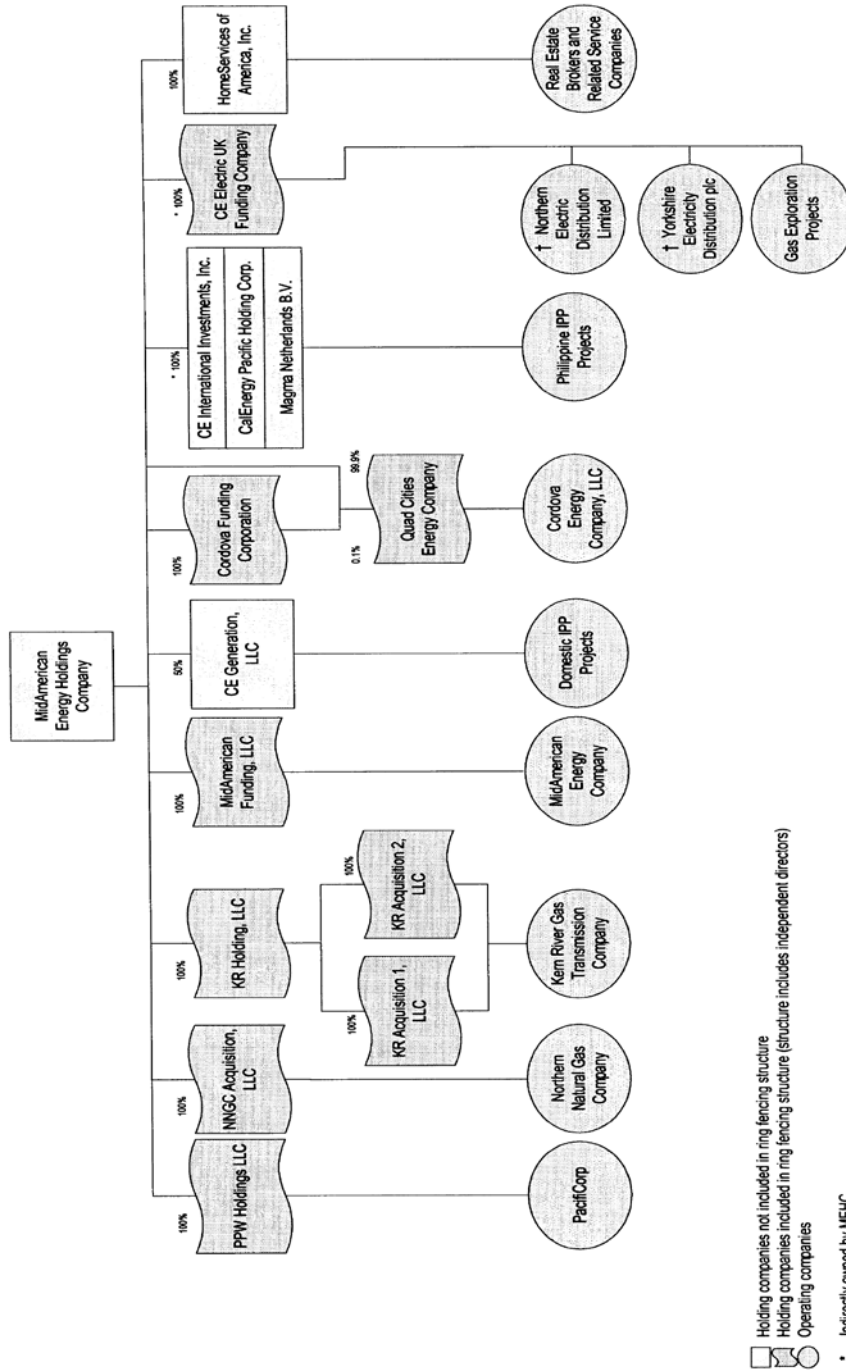 MidAmerican
Energy Holdings
Company
100%
PPW Holdings LLC
PacifiCorp
100%
NNGC Acquisition,
LLC
Northern
Natural Gas
Company
100%
KR Holding, LLC
100%
KR Acquisition 1,
LLC
100%
KR Acquisition 2,
LLC
Kern River Gas
Transmission
Company
100%
MidAmerican
Funding, LLC
MidAmerican
Energy
Company
50%
CE Generation,
LLC
Domestic IPP
Projects
100%
Cordova Funding
Corporation
0.1%
99.9%
Quad Cities
Energy Company
Cordova
Energy
Company, LLC
* 100%
CE International Investments, Inc.
CalEnergy Pacific Holding Corp.
Magma Netherlands B.V.
Philippine IPP
Projects
* 100%
CE Electric UK
Funding Company
† Northern
Electric
Distribution
Limited
† Yorkshire
Electricity
Distribution plc
Gas Exploration
Projects
100%
HomeServices of
America, Inc.
Real Estate
Brokers and
Related Service
Companies
Holding companies not included in ring fencing structure
Holding companies included in ring fencing structure (structure includes independent directors)
Operating companies
* Indirectly owned by MEHC